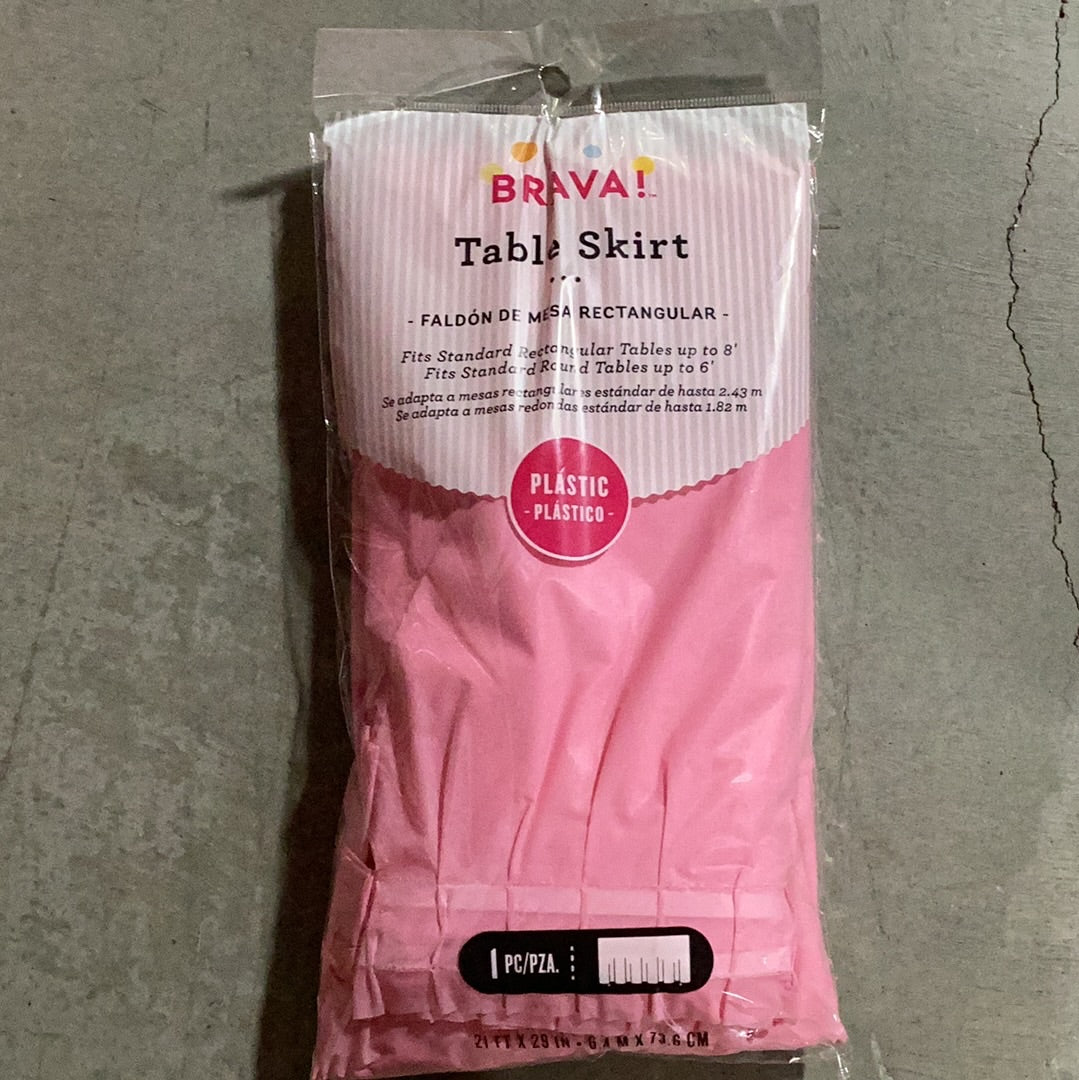 BRAVA!™
Table Skirt
- FALDÓN DE MESA RECTANGULAR -
Fits Standard Rectangular Tables up to 8'
Fits Standard Round Tables up to 6'
Se adapta a mesas rectangulares estándar de hasta 2.43 m
Se adapta a mesas redondas estándar de hasta 1.82 m
PLÁSTIC
- PLÁSTICO -
1 PC/PZA.
21 FT X 29 IN - 6.4 M X 73.6 CM